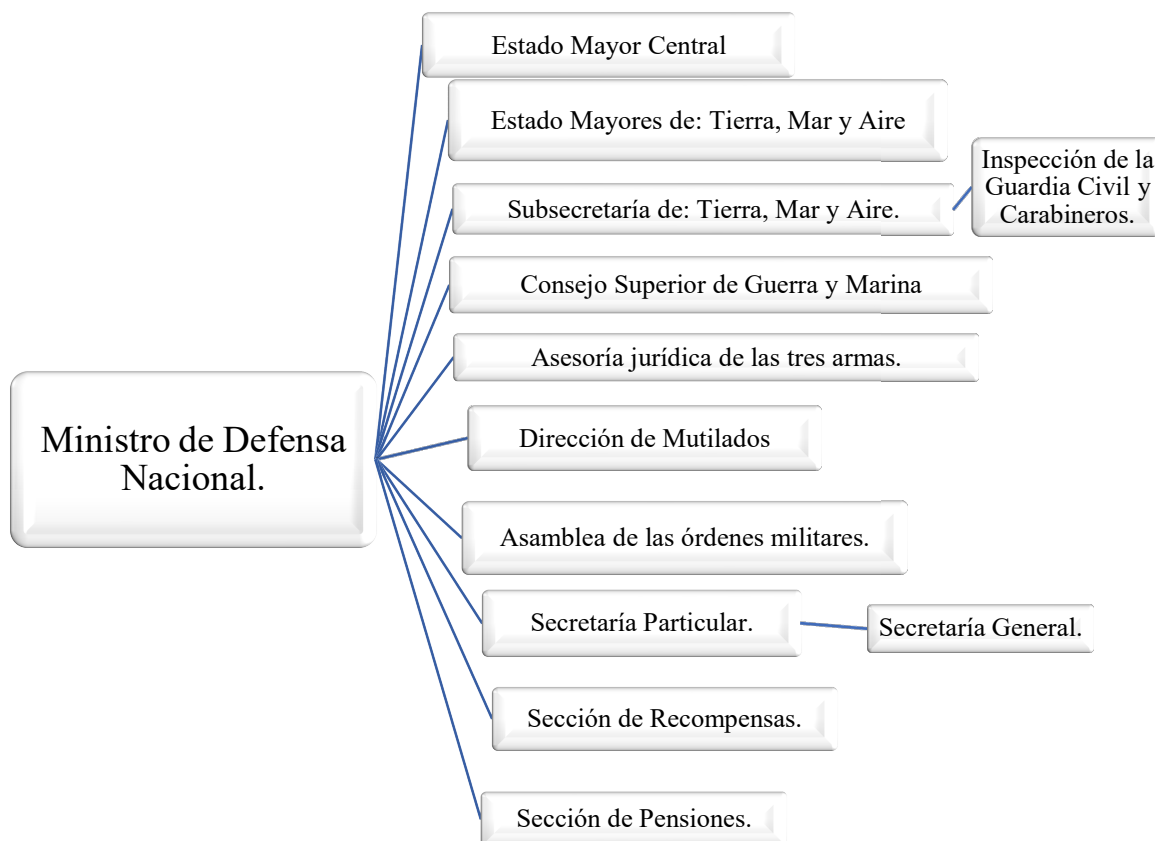 Estado Mayor Central
Estado Mayores de: Tierra, Mar y Aire
Inspección de la
Guardia Civil y
Carabineros.
Subsecretaría de: Tierra, Mar y Aire.
Consejo Superior de Guerra y Marina
Asesoría jurídica de las tres armas.
Ministro de Defensa
Nacional.
Dirección de Mutilados
Asamblea de las órdenes militares.
Secretaría Particular.
Secretaría General.
Sección de Recompensas.
Sección de Pensiones.